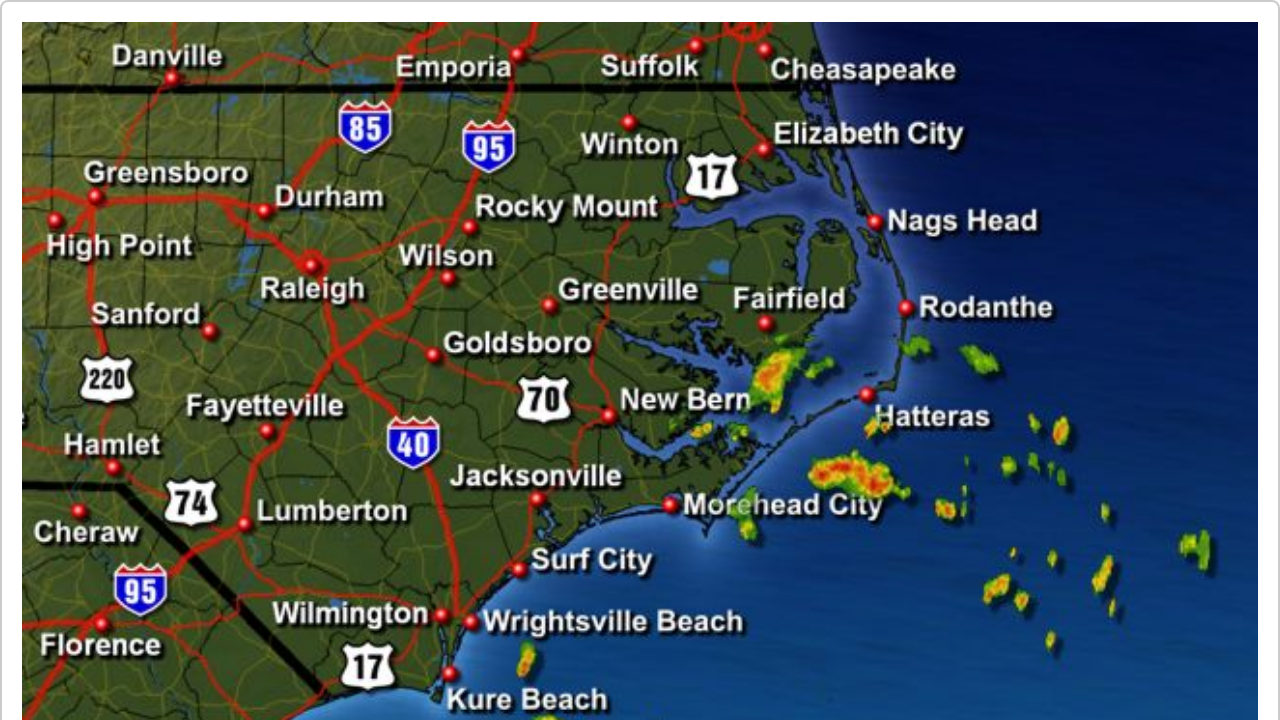 Danville
Emporia
Suffolk
Cheasapeake
85
95
Winton
Elizabeth City
17
Greensboro
Durham
Rocky Mount
Nags Head
High Point
Wilson
Raleigh
Greenville
Fairfield
Rodanthe
Sanford
Goldsboro
220
70
New Bern
Fayetteville
Hatteras
Hamlet
40
Jacksonville
74
Lumberton
Morehead City
Cheraw
Surf City
95
Wilmington
Wrightsville Beach
Florence
17
Kure Beach